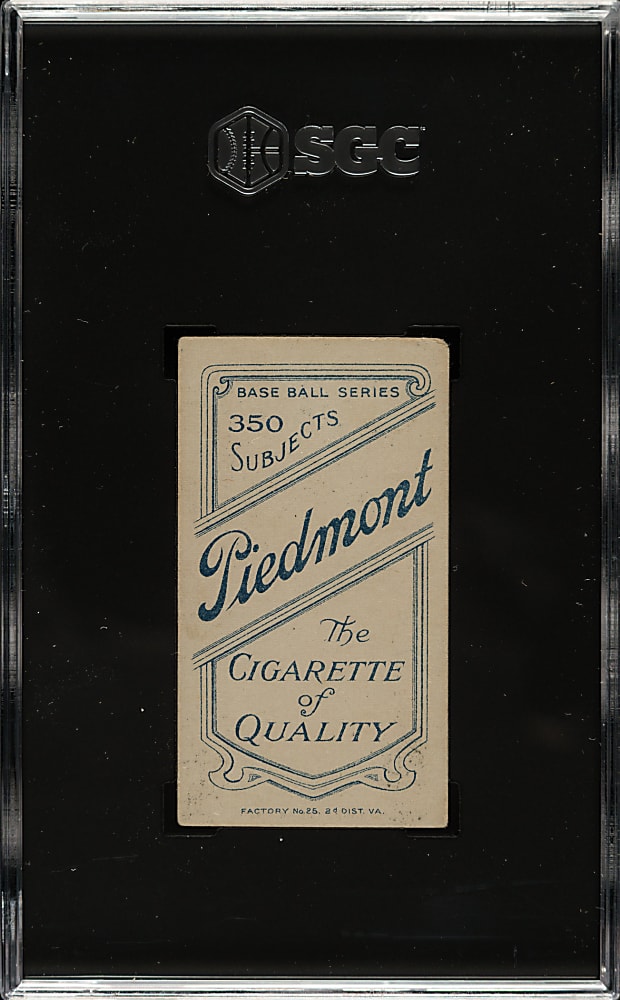 SGC
BASE BALL SERIES
350
SUBJECTS
Piedmont
The
CIGARETTE
of
QUALITY
FACTORY No. 25. 2d DIST. VA.